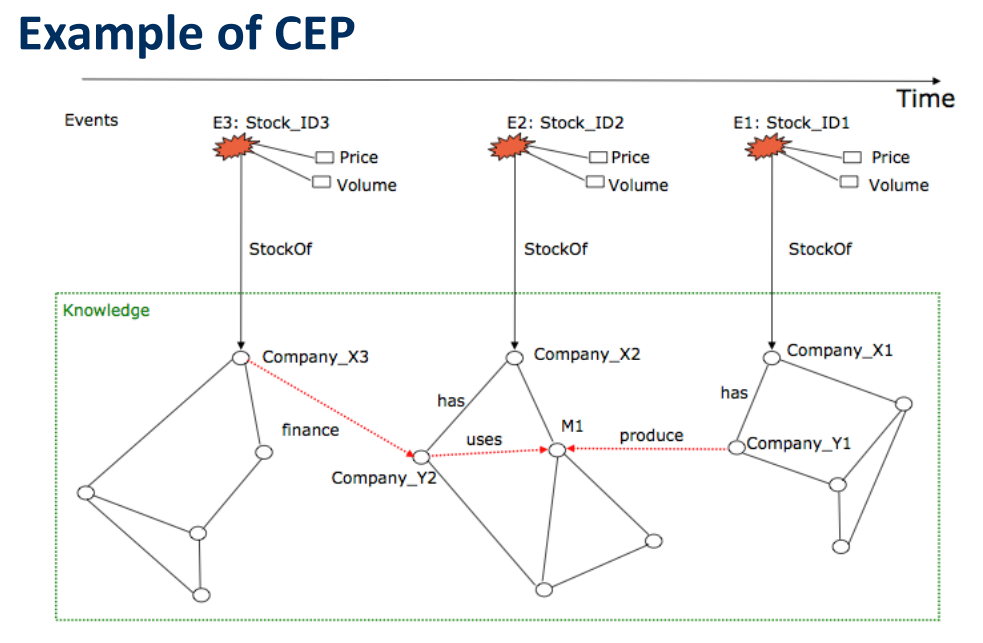 Example of CEP
Time
Events
E3: Stock_ID3
E2: Stock_ID2
E1: Stock_ID1
Price
Price
Price
Volume
Volume
Volume
StockOf
StockOf
StockOf
Knowledge
Company_X3
Company_X2
Company_X1
has
has
finance
uses
M1
produce
Company_Y1
Company_Y2